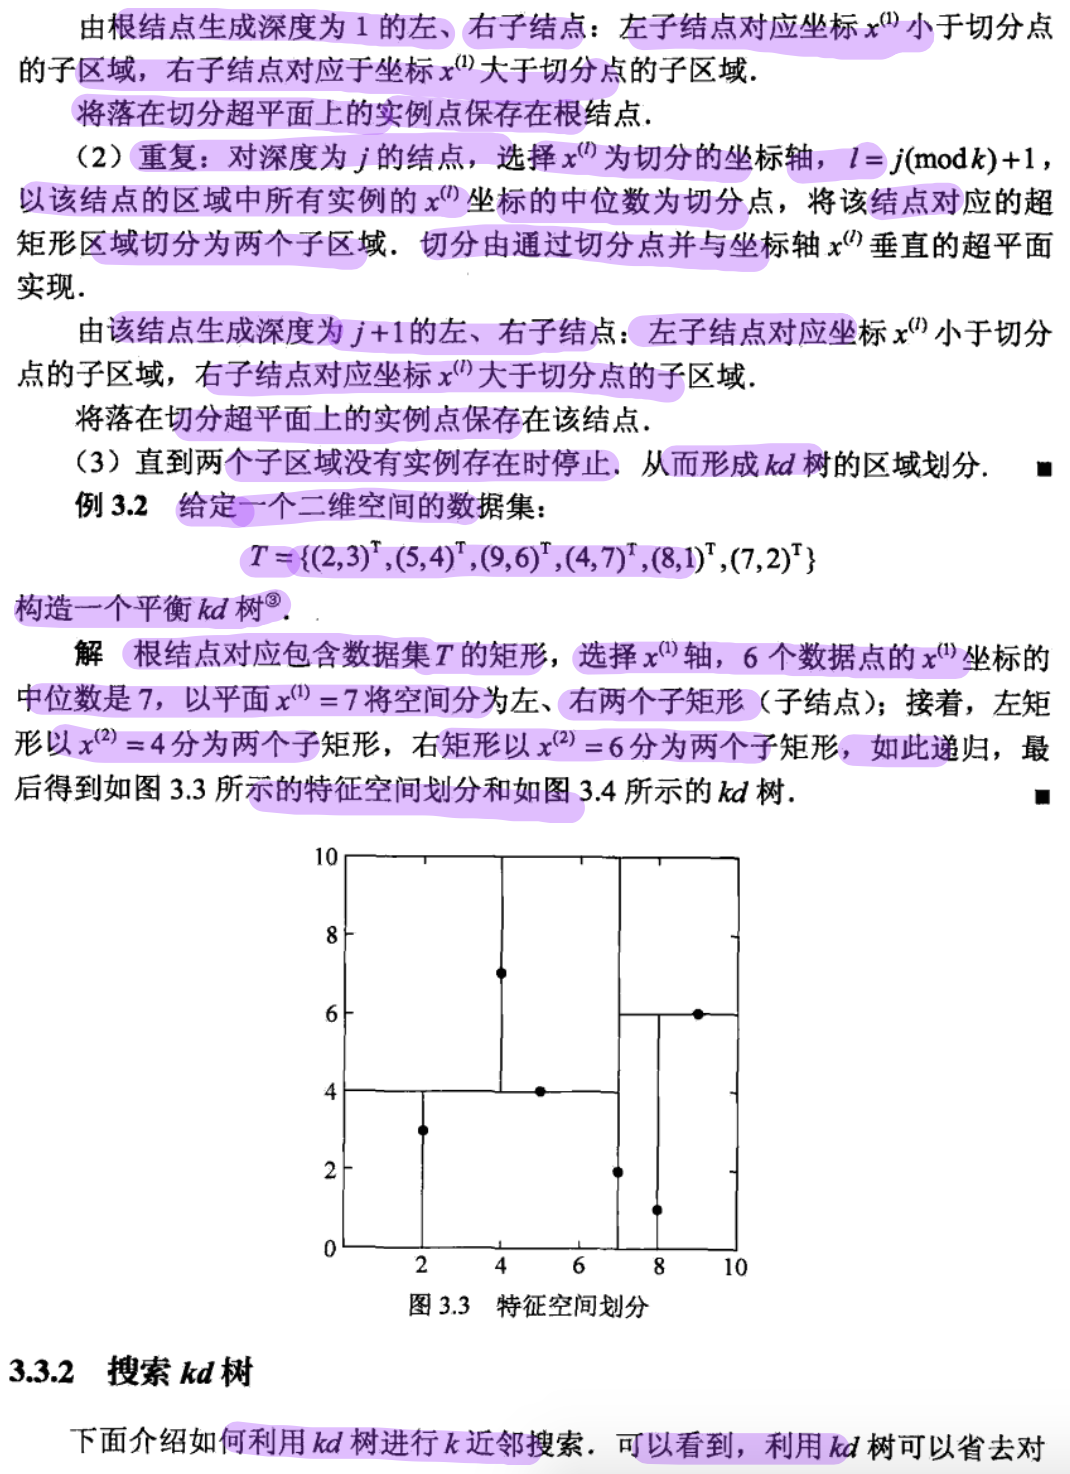 由根结点生成深度为 1 的左、右子结点：左子结点对应坐标 x⁽¹⁾ 小于切分点
的子区域，右子结点对应于坐标 x⁽¹⁾ 大于切分点的子区域．
将落在切分超平面上的实例点保存在根结点．
（2）重复：对深度为 j 的结点，选择 x⁽ˡ⁾ 为切分的坐标轴，l = j(mod k)+1，
以该结点的区域中所有实例的 x⁽ˡ⁾ 坐标的中位数为切分点，将该结点对应的超
矩形区域切分为两个子区域．切分由通过切分点并与坐标轴 x⁽ˡ⁾ 垂直的超平面
实现．
由该结点生成深度为 j+1的左、右子结点：左子结点对应坐标 x⁽ˡ⁾ 小于切分
点的子区域，右子结点对应坐标 x⁽ˡ⁾ 大于切分点的子区域．
将落在切分超平面上的实例点保存在该结点．
（3）直到两个子区域没有实例存在时停止．从而形成 kd 树的区域划分． ■
例 3.2 给定一个二维空间的数据集：
T = {(2,3)ᵀ,(5,4)ᵀ,(9,6)ᵀ,(4,7)ᵀ,(8,1)ᵀ,(7,2)ᵀ}
构造一个平衡 kd 树③．
解 根结点对应包含数据集 T 的矩形，选择 x⁽¹⁾ 轴，6 个数据点的 x⁽¹⁾ 坐标的
中位数是 7，以平面 x⁽¹⁾ = 7 将空间分为左、右两个子矩形（子结点）；接着，左矩
形以 x⁽²⁾ = 4 分为两个子矩形，右矩形以 x⁽²⁾ = 6 分为两个子矩形，如此递归，最
后得到如图 3.3 所示的特征空间划分和如图 3.4 所示的 kd 树． ■
10
8
6
4
2
0
2 4 6 8 10
图 3.3 特征空间划分
3.3.2 搜索 kd 树
下面介绍如何利用 kd 树进行 k 近邻搜索．可以看到，利用 kd 树可以省去对